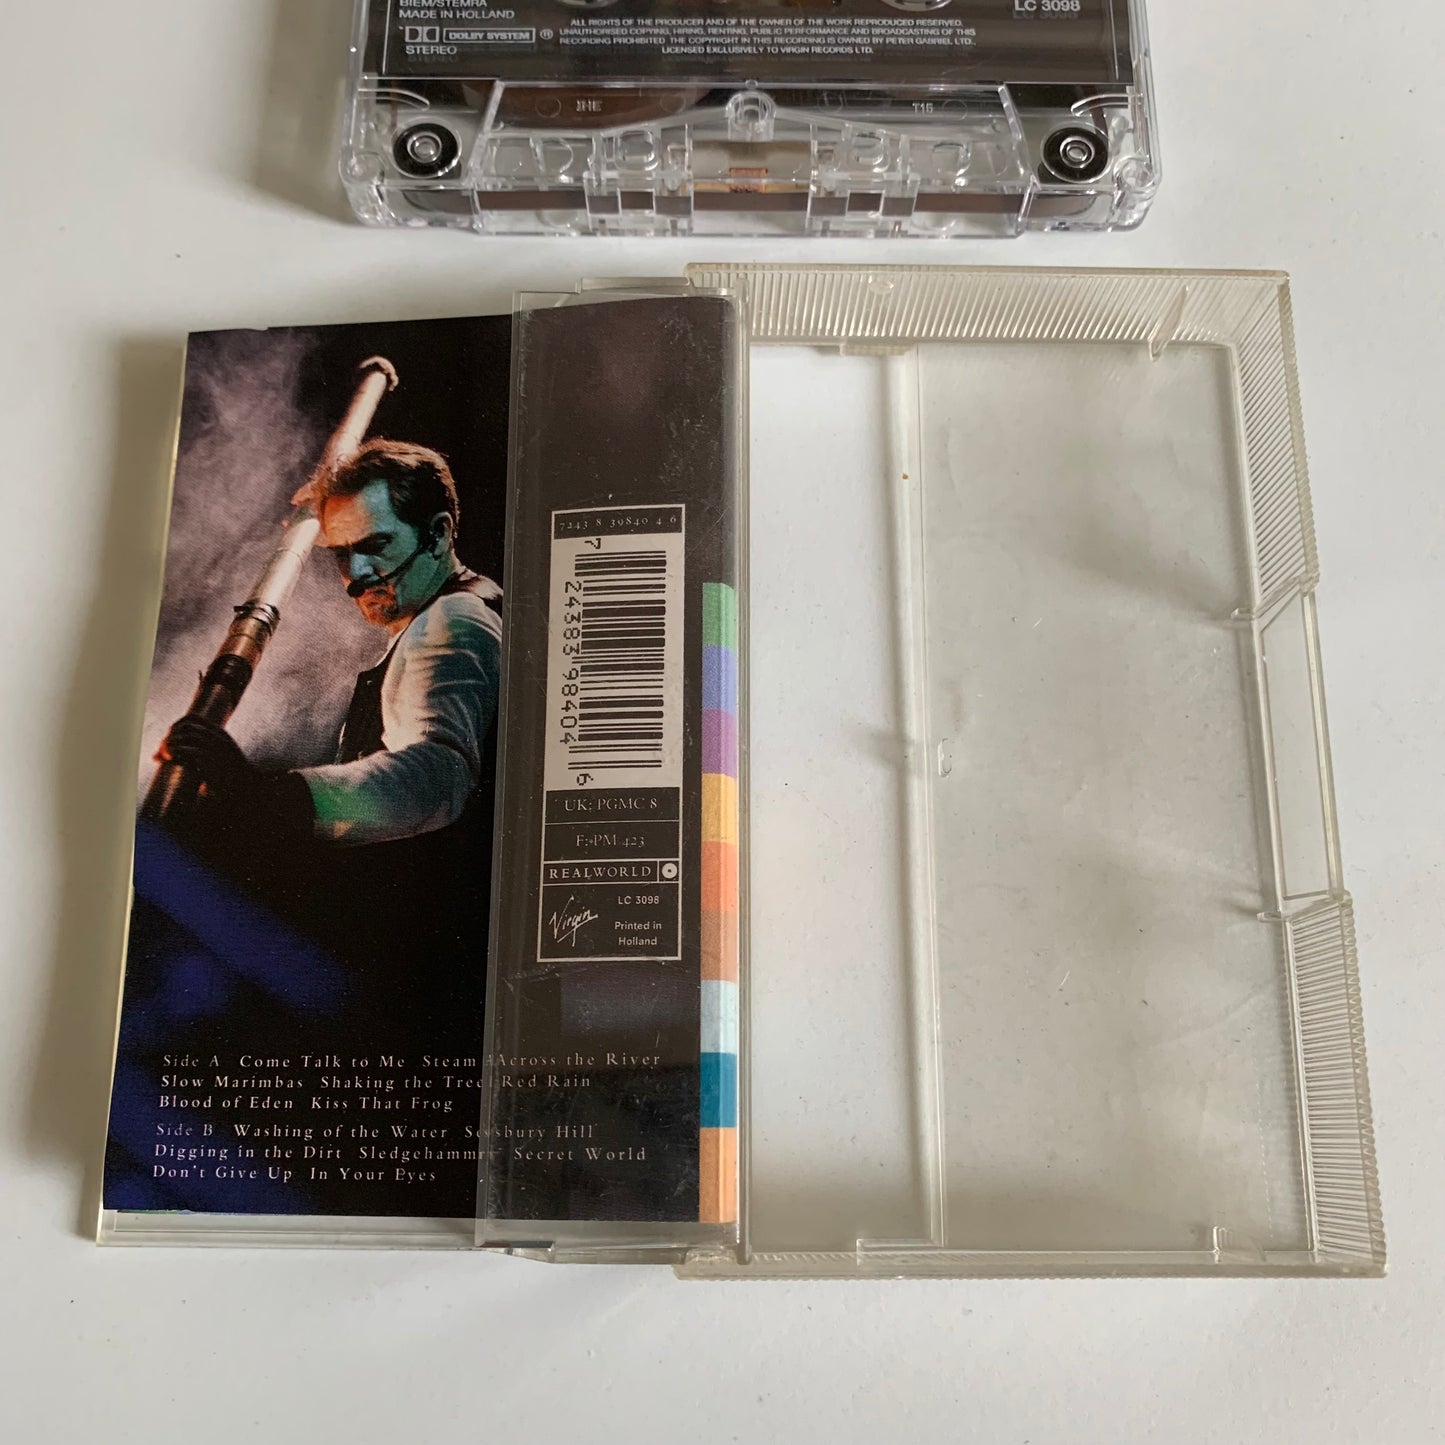 BIEM/STEMRA
MADE IN HOLLAND
DOLBY SYSTEM ®
STEREO
ALL RIGHTS OF THE PRODUCER AND OF THE OWNER OF THE WORK REPRODUCED RESERVED.
UNAUTHORISED COPYING, HIRING, RENTING, PUBLIC PERFORMANCE AND BROADCASTING OF THIS
RECORDING PROHIBITED. THE COPYRIGHT IN THIS RECORDING IS OWNED BY PETER GABRIEL LTD.,
LICENSED EXCLUSIVELY TO VIRGIN RECORDS LTD.
LC 3098
T15
7243 8 39840 4 6
7 24383 98404 6
UK: PGMC 8
F: PM 423
REALWORLD
Virgin
LC 3098
Printed in
Holland
Side A Come Talk to Me Steam Across the River
Slow Marimbas Shaking the Tree Red Rain
Blood of Eden Kiss That Frog
Side B Washing of the Water Solsbury Hill
Digging in the Dirt Sledgehammer Secret World
Don't Give Up In Your Eyes